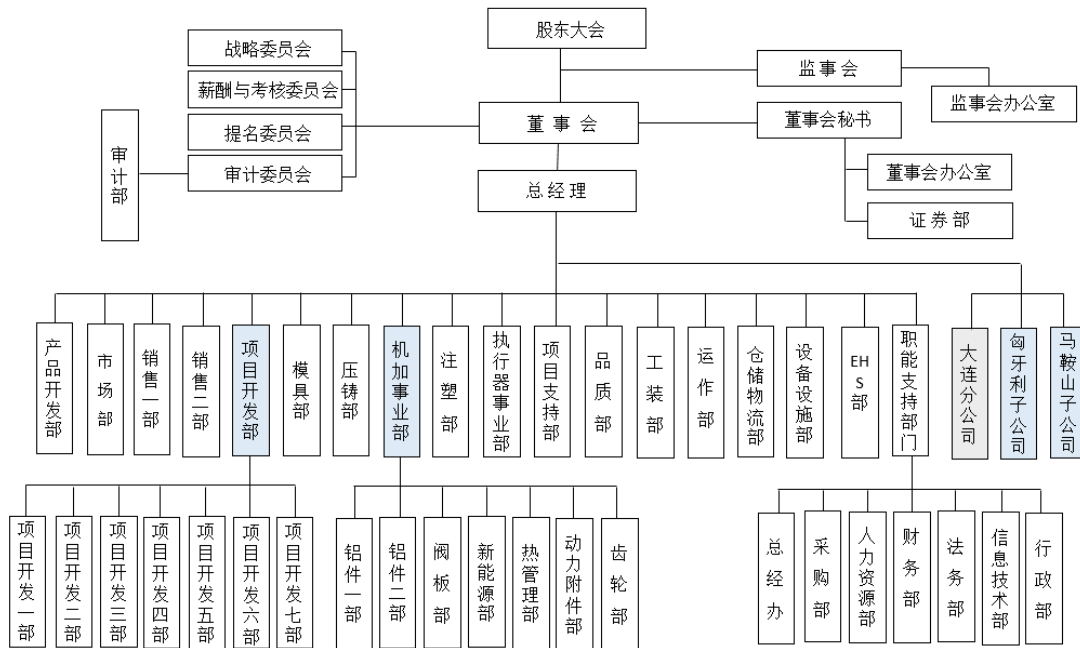 股东大会
战略委员会
薪酬与考核委员会
提名委员会
审计委员会
审计部
监事会
监事会办公室
董事会
董事会秘书
董事会办公室
证券部
总经理
产品开发部
市场部
销售一部
销售二部
项目开发部
模具部
压铸部
机加事业部
注塑部
执行器事业部
项目支持部
品质部
工装部
运作部
仓储物流部
设备设施部
EHS部
职能支持部门
大连分公司
匈牙利子公司
马鞍山子公司
项目开发一部
项目开发二部
项目开发三部
项目开发四部
项目开发五部
项目开发六部
项目开发七部
铝件一部
铝件二部
阀板部
新能源部
热管理部
动力附件部
齿轮部
总经办
采购部
人力资源部
财务部
法务部
信息技术部
行政部